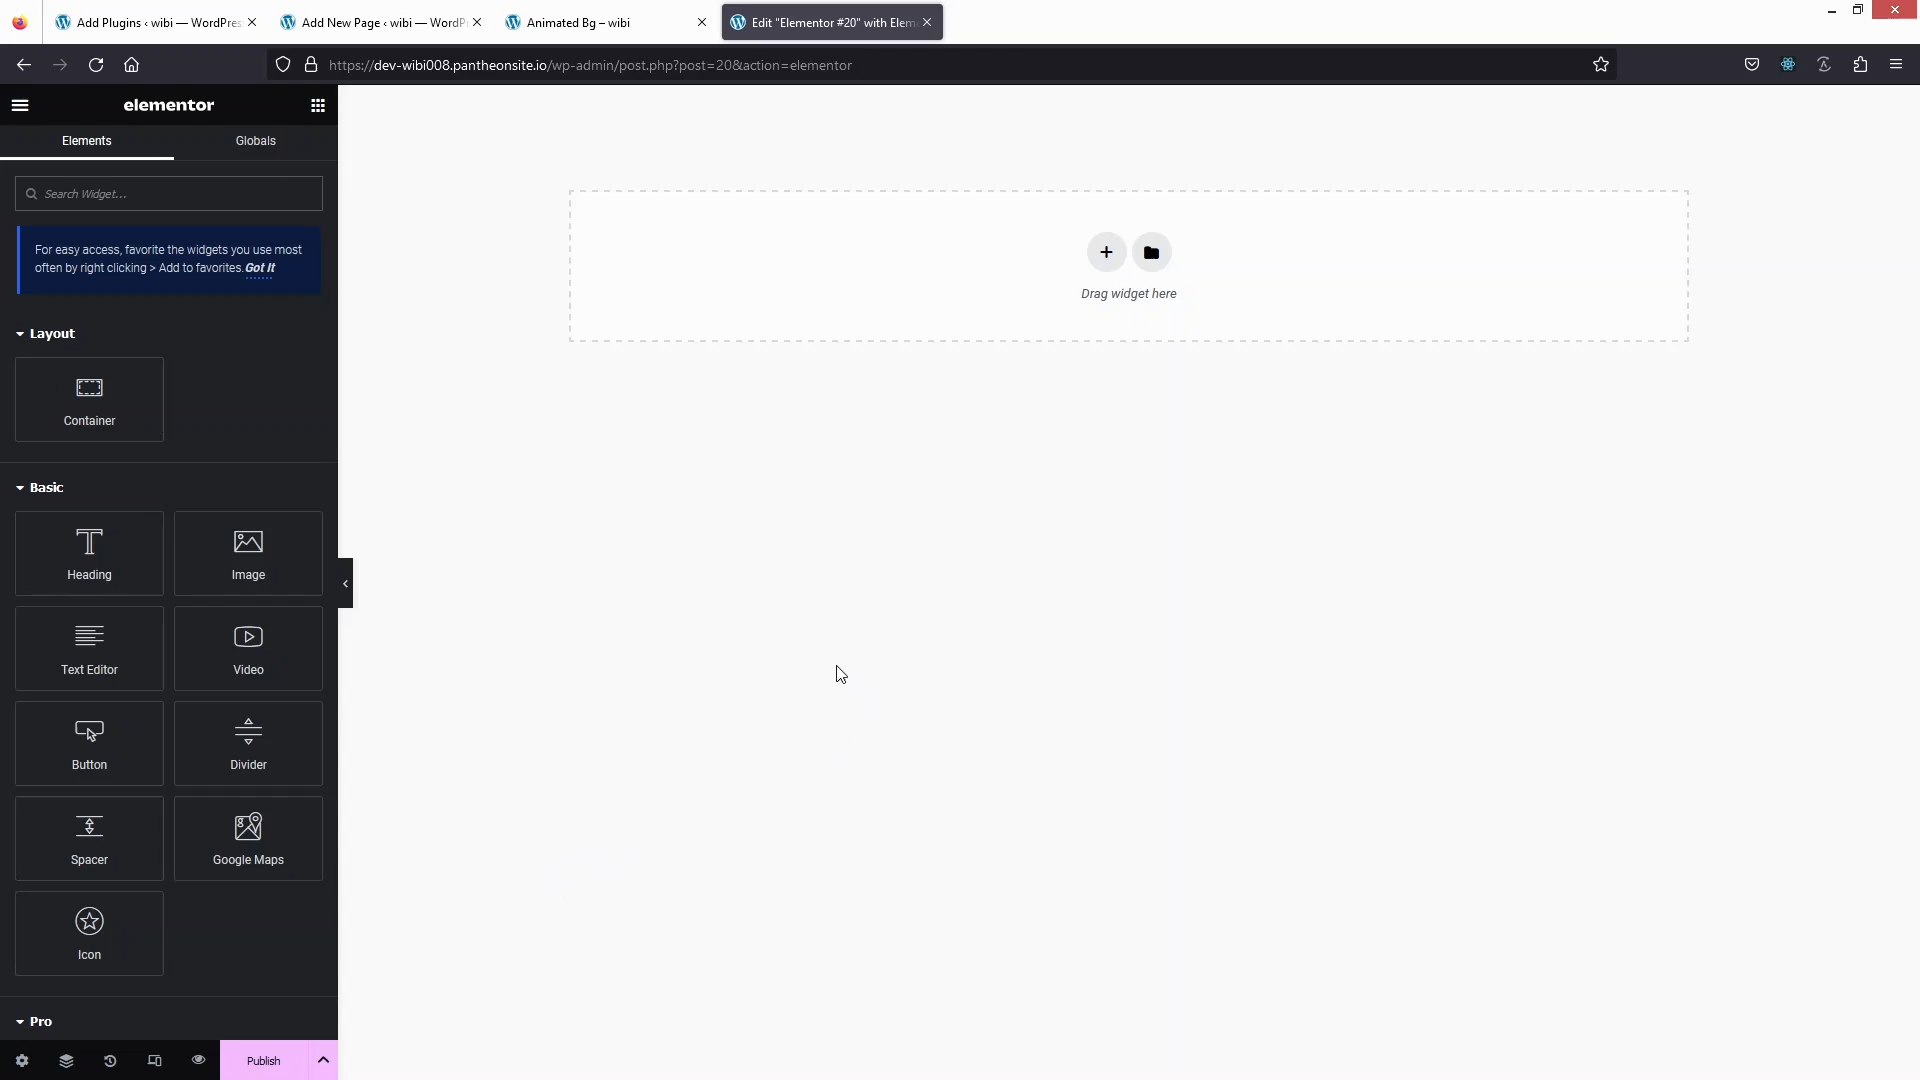 Add Plugins ‹ wibi — WordPres
Add New Page ‹ wibi — WordP
Animated Bg – wibi
Edit "Elementor #20" with Elem
https://dev-wibi008.pantheonsite.io/wp-admin/post.php?post=20&action=elementor
elementor
Elements
Globals
Search Widget...
For easy access, favorite the widgets you use most
often by right clicking > Add to favorites. Got It
Drag widget here
Layout
Container
Basic
Heading
Image
Text Editor
Video
Button
Divider
Spacer
Google Maps
Icon
Pro
Publish